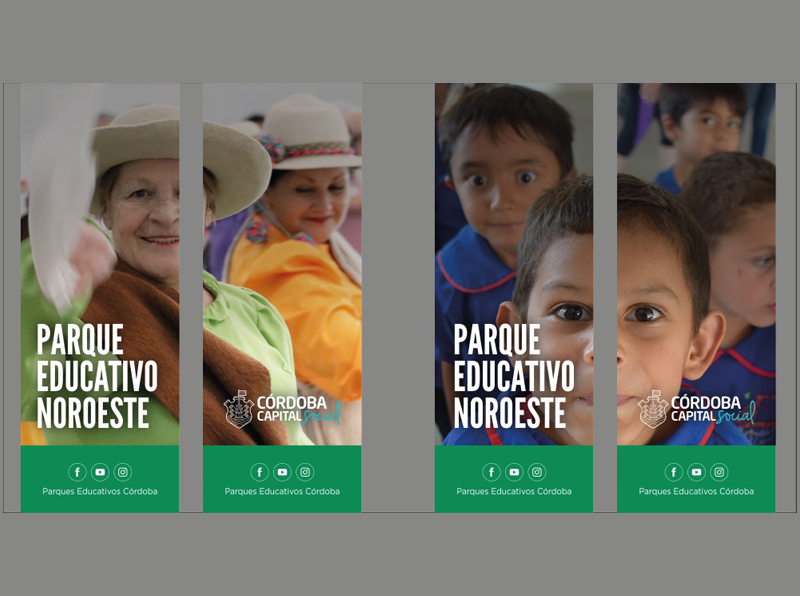 PARQUE
EDUCATIVO
NOROESTE
Parques Educativos Córdoba
CÓRDOBA
CAPITAL social
Parques Educativos Córdoba
PARQUE
EDUCATIVO
NOROESTE
Parques Educativos Córdoba
CÓRDOBA
CAPITAL social
Parques Educativos Córdoba